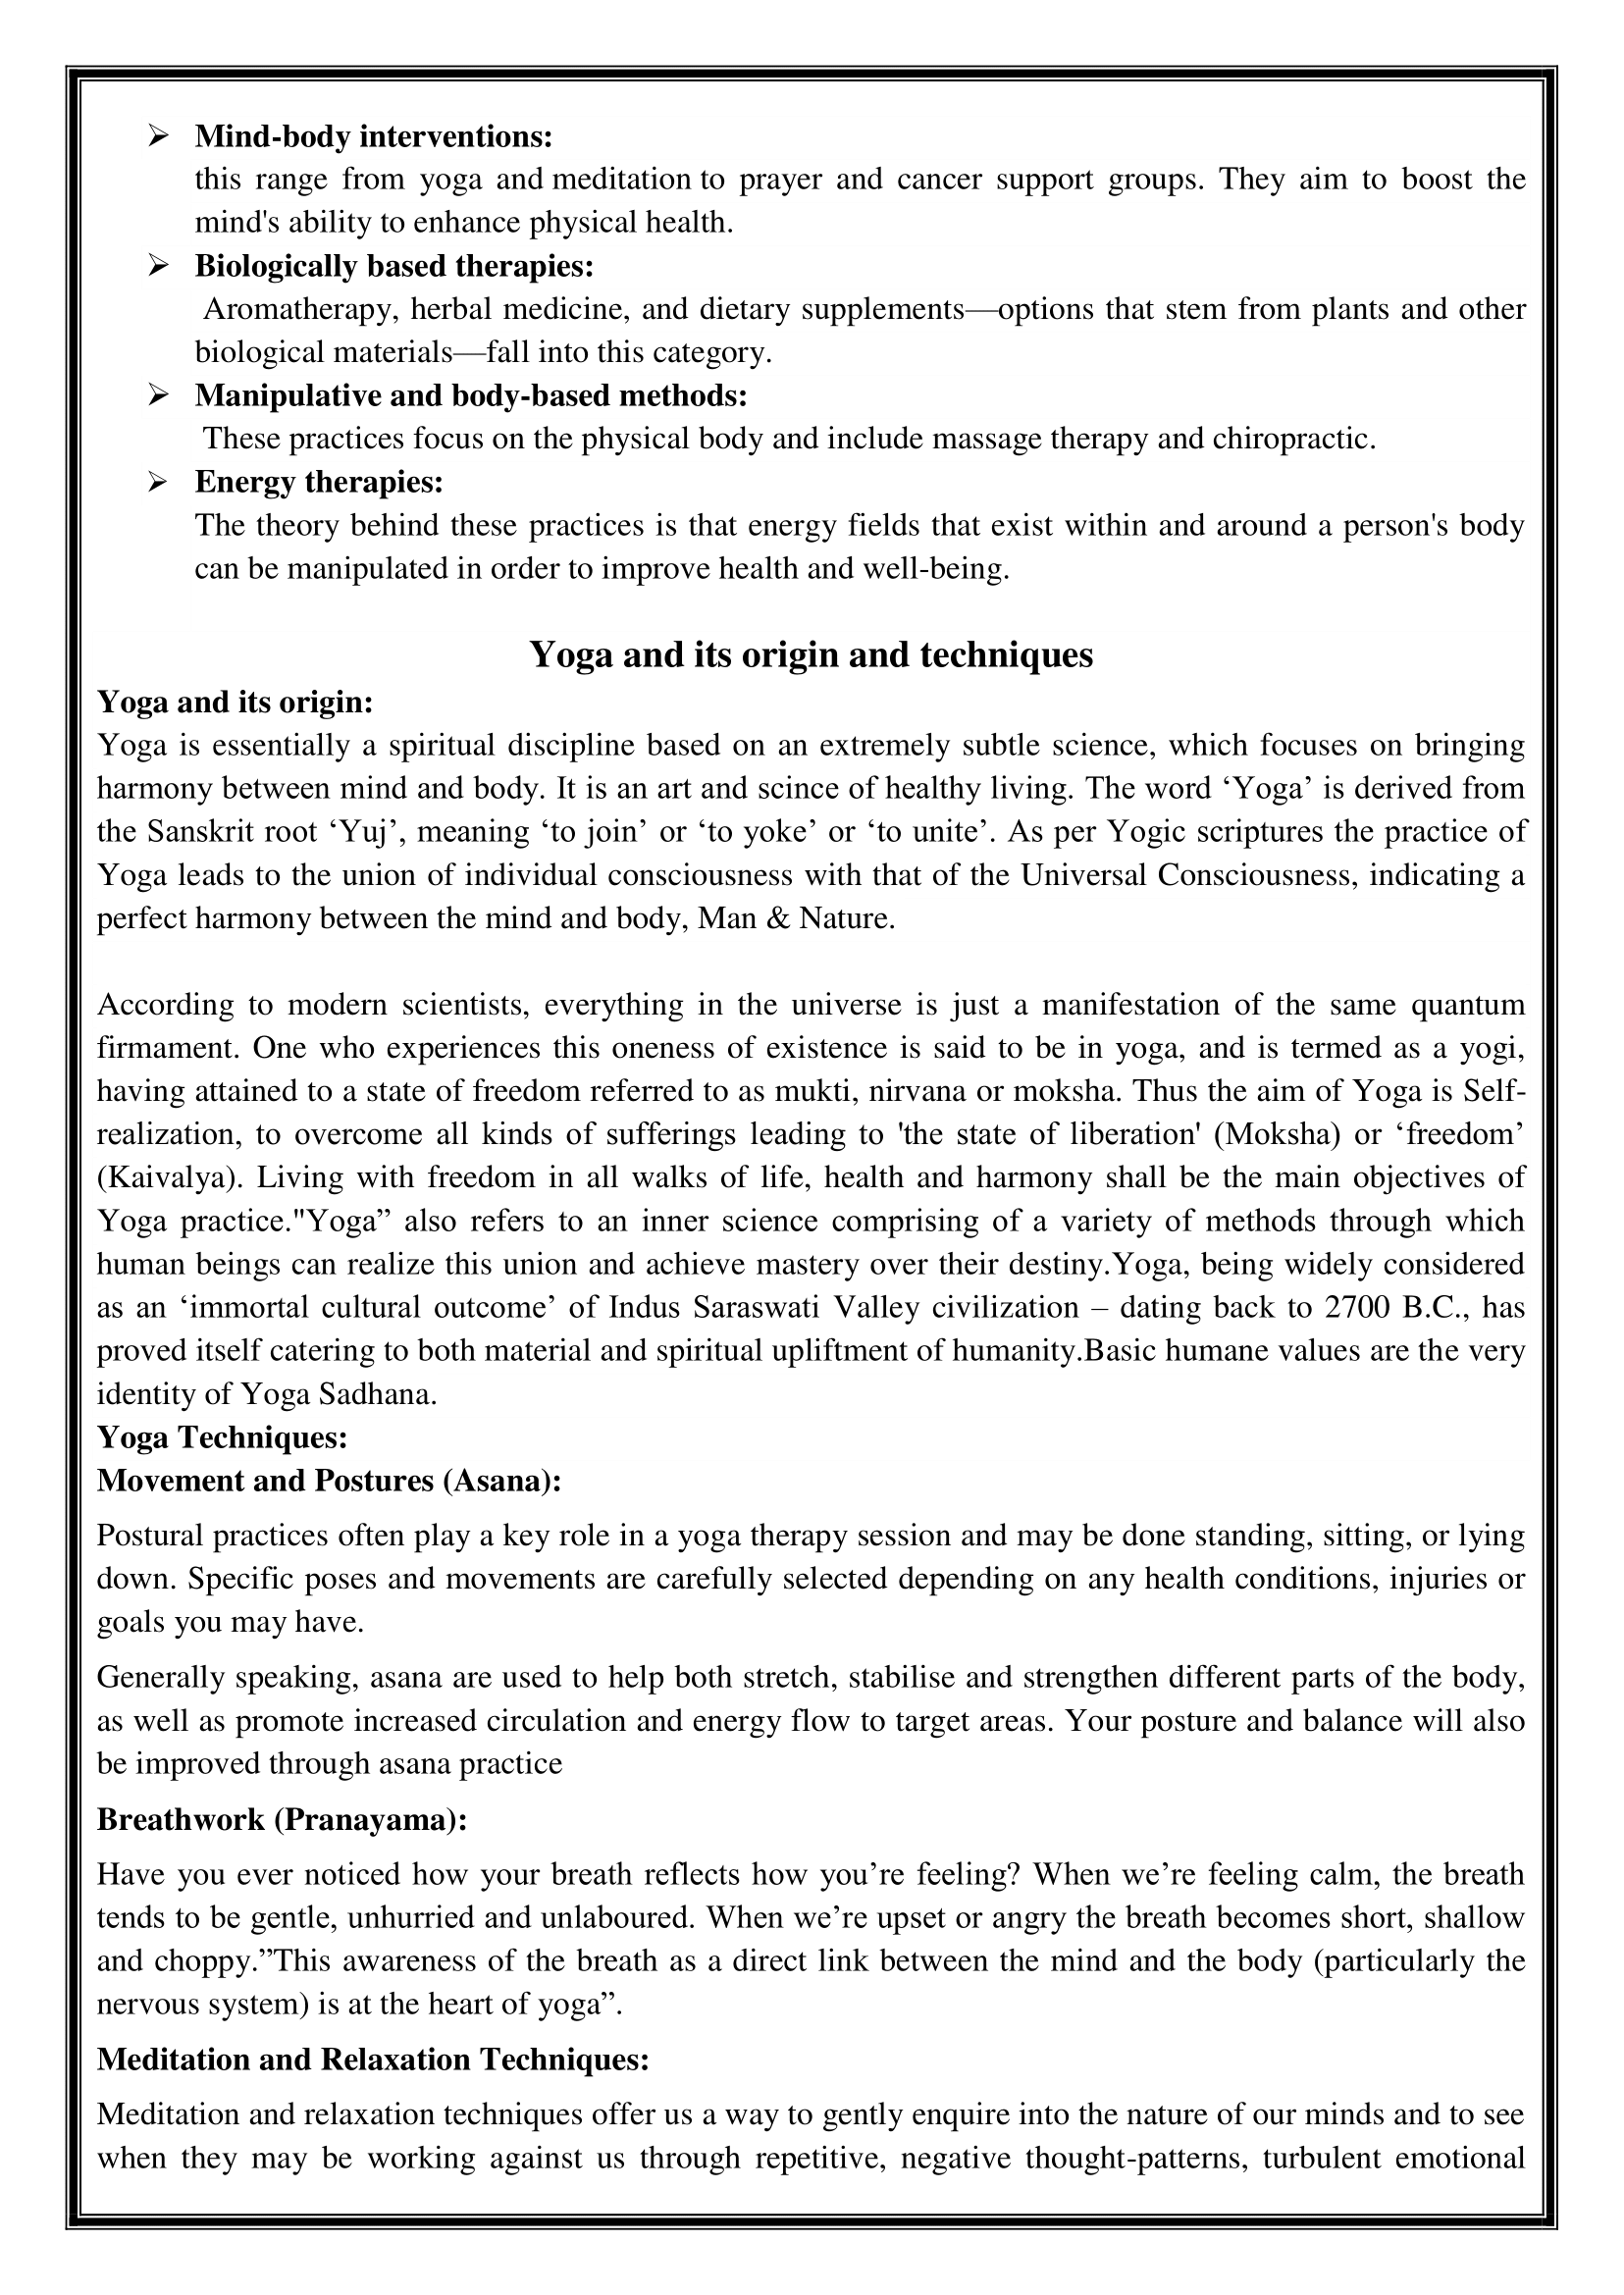 ➢ Mind-body interventions:
this range from yoga and meditation to prayer and cancer support groups. They aim to boost the
mind's ability to enhance physical health.
➢ Biologically based therapies:
Aromatherapy, herbal medicine, and dietary supplements—options that stem from plants and other
biological materials—fall into this category.
➢ Manipulative and body-based methods:
These practices focus on the physical body and include massage therapy and chiropractic.
➢ Energy therapies:
The theory behind these practices is that energy fields that exist within and around a person's body
can be manipulated in order to improve health and well-being.
Yoga and its origin and techniques
Yoga and its origin:
Yoga is essentially a spiritual discipline based on an extremely subtle science, which focuses on bringing
harmony between mind and body. It is an art and scince of healthy living. The word ‘Yoga’ is derived from
the Sanskrit root ‘Yuj’, meaning ‘to join’ or ‘to yoke’ or ‘to unite’. As per Yogic scriptures the practice of
Yoga leads to the union of individual consciousness with that of the Universal Consciousness, indicating a
perfect harmony between the mind and body, Man & Nature.
According to modern scientists, everything in the universe is just a manifestation of the same quantum
firmament. One who experiences this oneness of existence is said to be in yoga, and is termed as a yogi,
having attained to a state of freedom referred to as mukti, nirvana or moksha. Thus the aim of Yoga is Self-
realization, to overcome all kinds of sufferings leading to 'the state of liberation' (Moksha) or ‘freedom’
(Kaivalya). Living with freedom in all walks of life, health and harmony shall be the main objectives of
Yoga practice."Yoga” also refers to an inner science comprising of a variety of methods through which
human beings can realize this union and achieve mastery over their destiny.Yoga, being widely considered
as an ‘immortal cultural outcome’ of Indus Saraswati Valley civilization – dating back to 2700 B.C., has
proved itself catering to both material and spiritual upliftment of humanity.Basic humane values are the very
identity of Yoga Sadhana.
Yoga Techniques:
Movement and Postures (Asana):
Postural practices often play a key role in a yoga therapy session and may be done standing, sitting, or lying
down. Specific poses and movements are carefully selected depending on any health conditions, injuries or
goals you may have.
Generally speaking, asana are used to help both stretch, stabilise and strengthen different parts of the body,
as well as promote increased circulation and energy flow to target areas. Your posture and balance will also
be improved through asana practice
Breathwork (Pranayama):
Have you ever noticed how your breath reflects how you’re feeling? When we’re feeling calm, the breath
tends to be gentle, unhurried and unlaboured. When we’re upset or angry the breath becomes short, shallow
and choppy.”This awareness of the breath as a direct link between the mind and the body (particularly the
nervous system) is at the heart of yoga”.
Meditation and Relaxation Techniques:
Meditation and relaxation techniques offer us a way to gently enquire into the nature of our minds and to see
when they may be working against us through repetitive, negative thought-patterns, turbulent emotional